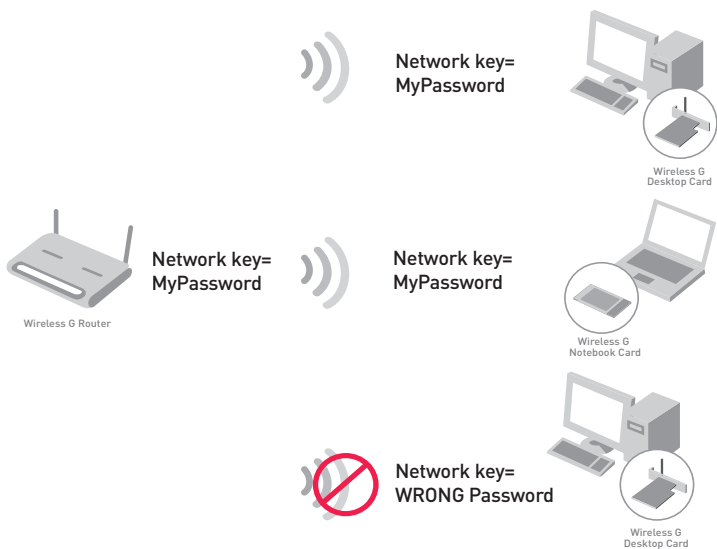 Network key=
MyPassword
Wireless G
Desktop Card
Network key=
MyPassword
Wireless G Router
Network key=
MyPassword
Wireless G
Notebook Card
Network key=
WRONG Password
Wireless G
Desktop Card